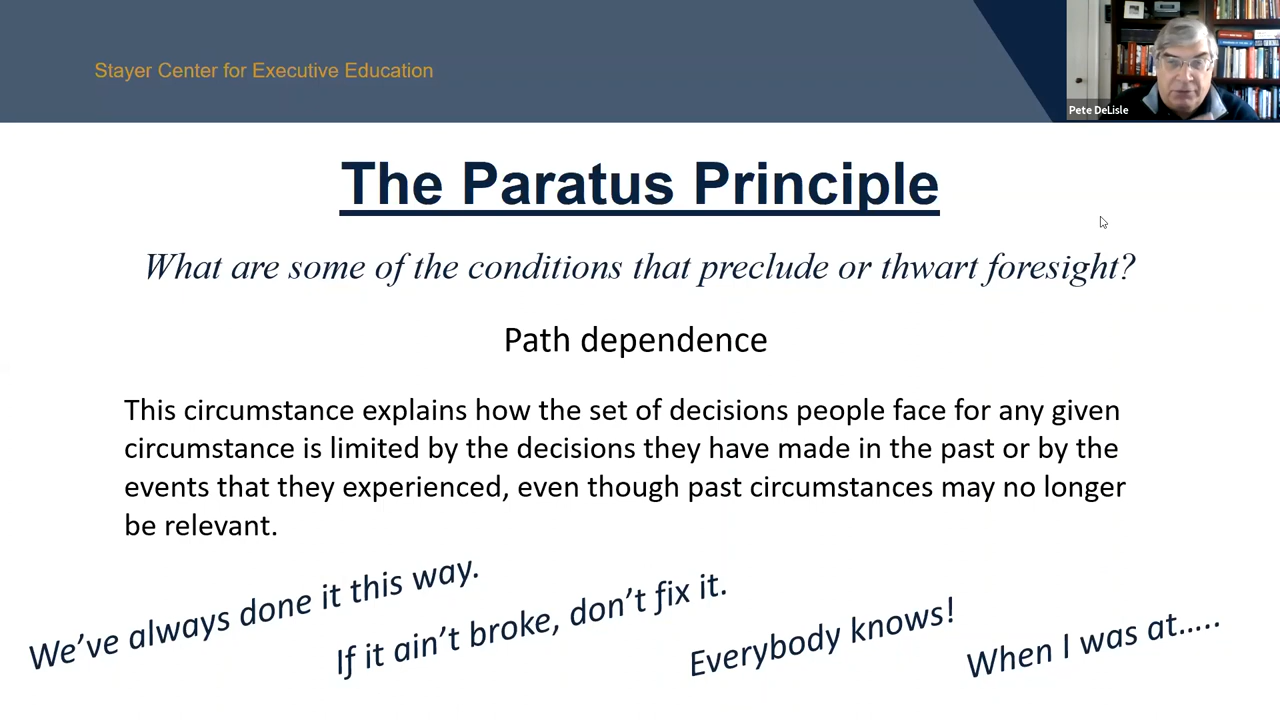 Stayer Center for Executive Education
Pete DeLisle
The Paratus Principle
What are some of the conditions that preclude or thwart foresight?
Path dependence
This circumstance explains how the set of decisions people face for any given
circumstance is limited by the decisions they have made in the past or by the
events that they experienced, even though past circumstances may no longer
be relevant.
We've always done it this way.
If it ain't broke, don't fix it.
Everybody knows!
When I was at.....